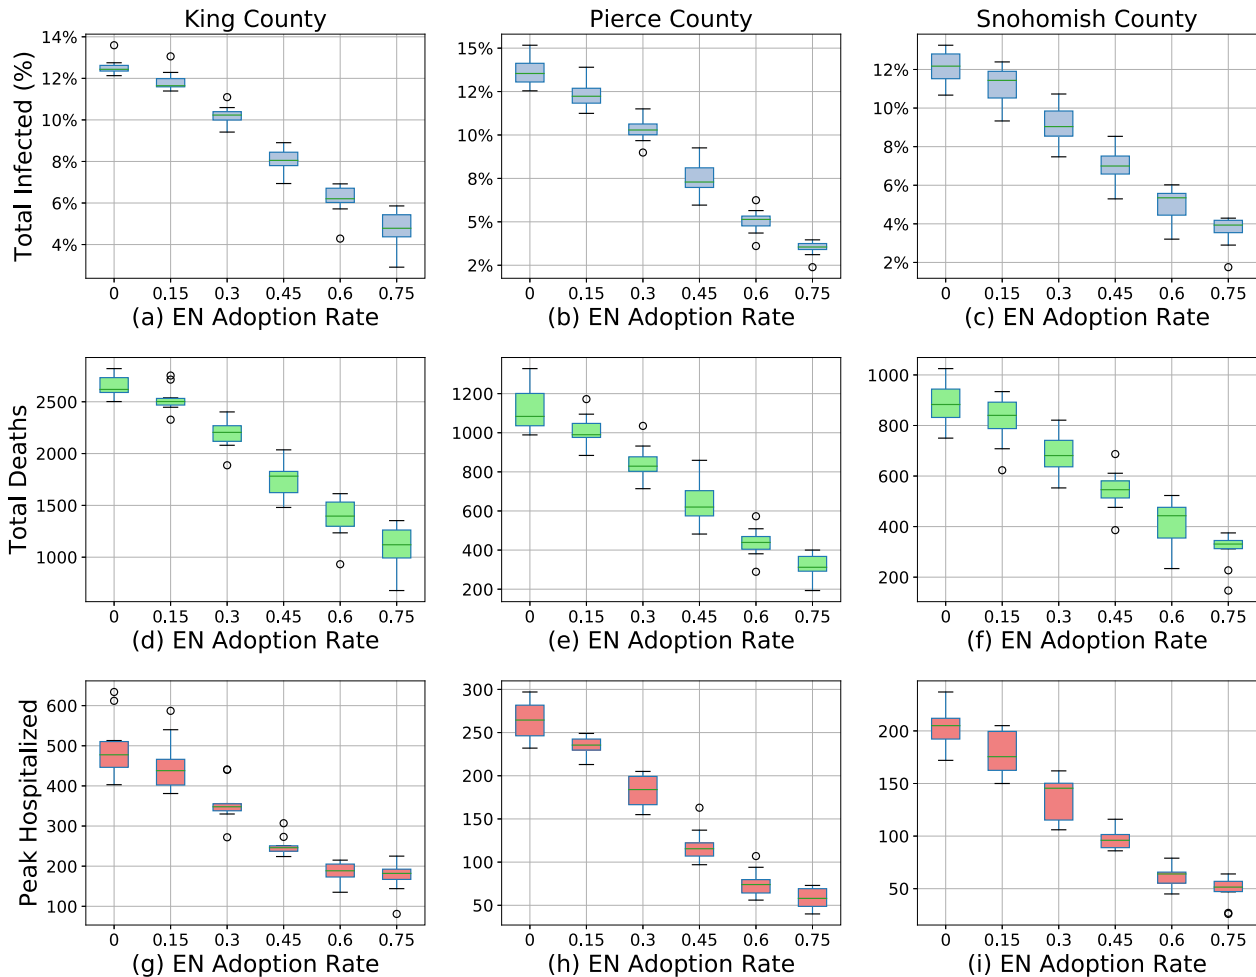 King County
Pierce County
Snohomish County
Total Infected (%)
14%
12%
10%
8%
6%
4%
0 0.15 0.3 0.45 0.6 0.75
(a) EN Adoption Rate
15%
12%
10%
8%
5%
2%
0 0.15 0.3 0.45 0.6 0.75
(b) EN Adoption Rate
12%
10%
8%
6%
4%
2%
0 0.15 0.3 0.45 0.6 0.75
(c) EN Adoption Rate
Total Deaths
2500
2000
1500
1000
0 0.15 0.3 0.45 0.6 0.75
(d) EN Adoption Rate
1200
1000
800
600
400
200
0 0.15 0.3 0.45 0.6 0.75
(e) EN Adoption Rate
1000
800
600
400
200
0 0.15 0.3 0.45 0.6 0.75
(f) EN Adoption Rate
Peak Hospitalized
600
500
400
300
200
100
0 0.15 0.3 0.45 0.6 0.75
(g) EN Adoption Rate
300
250
200
150
100
50
0 0.15 0.3 0.45 0.6 0.75
(h) EN Adoption Rate
200
150
100
50
0 0.15 0.3 0.45 0.6 0.75
(i) EN Adoption Rate